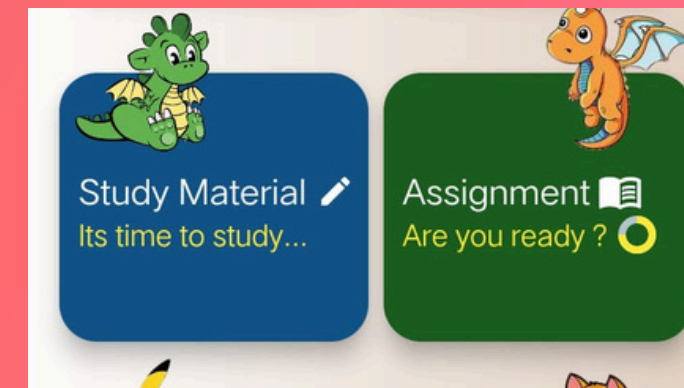 Study Material
Its time to study...
Assignment
Are you ready ?